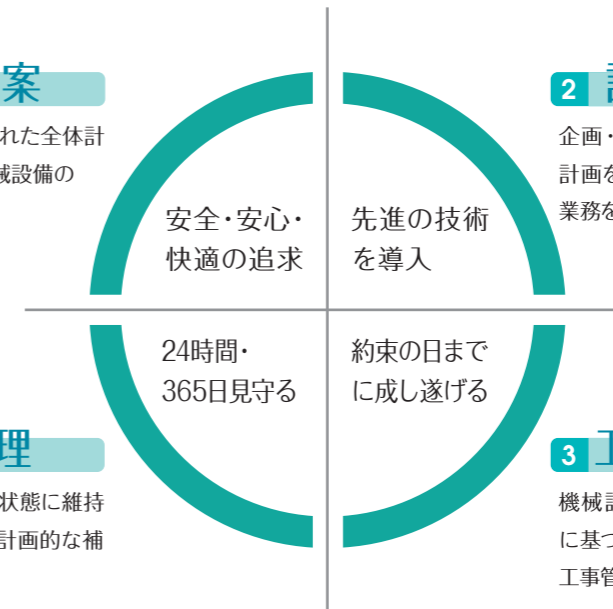 案
れた全体計
械設備の
安全・安心・
快適の追求
先進の技術
を導入
2
企画・
計画を
業務を
24時間・
365日見守る
約束の日まで
に成し遂げる
理
状態に維持
計画的な補
3
機械設
に基づ
工事管